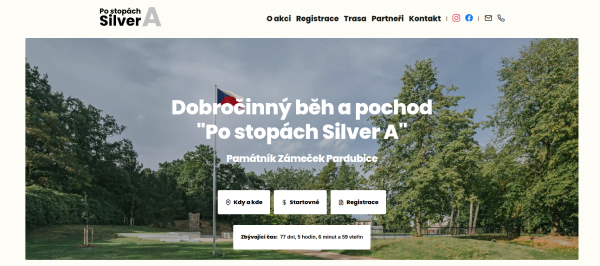 Po stopách
Silver A
O akci Registrace Trasa Partneři Kontakt
Dobročinný běh a pochod
"Po stopách Silver A"
Památník Zámeček Pardubice
Kdy a kde Startovné Registrace
Zbývající čas: 77 dní, 5 hodin, 6 minut a 59 vteřin